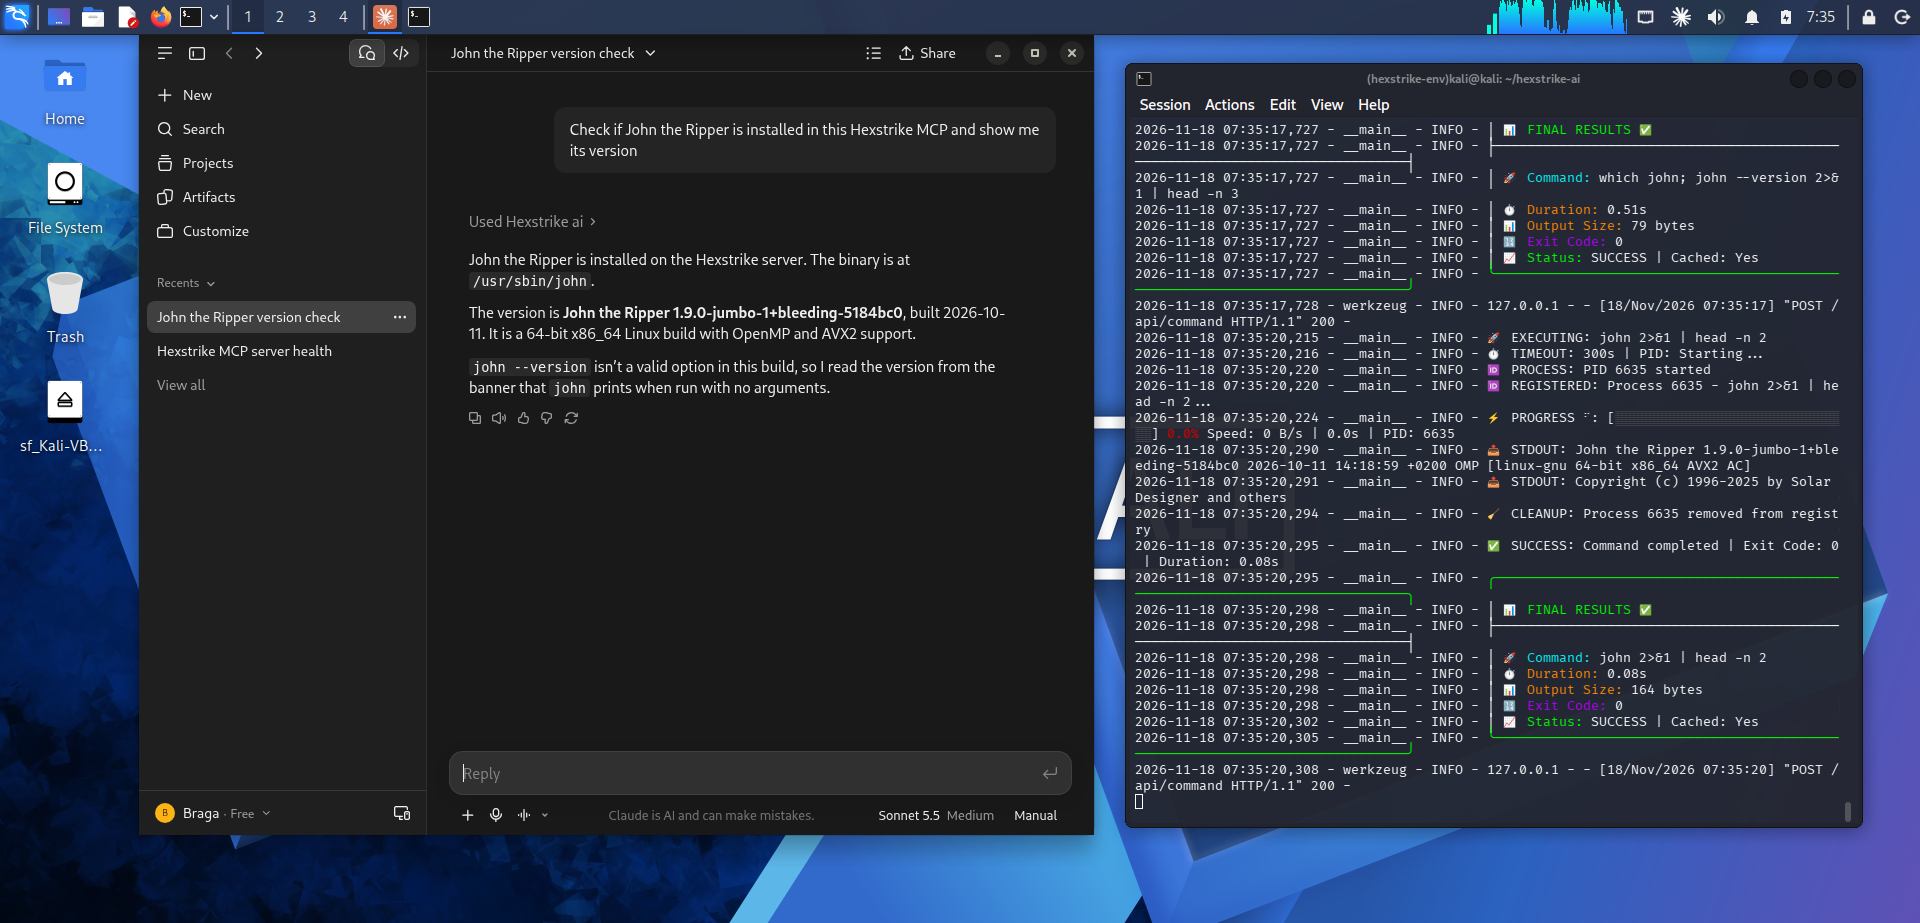 1
2
3
4
7:35
Home
File System
Trash
sf_Kali-VB...
John the Ripper version check
Share
New
Search
Projects
Artifacts
Customize
Recents
John the Ripper version check
Hexstrike MCP server health
View all
B
Braga · Free
Check if John the Ripper is installed in this Hexstrike MCP and show me
its version
Used Hexstrike ai
John the Ripper is installed on the Hexstrike server. The binary is at
/usr/sbin/john.
The version is John the Ripper 1.9.0-jumbo-1+bleeding-5184bc0, built 2026-10-
11. It is a 64-bit x86_64 Linux build with OpenMP and AVX2 support.
john --version isn't a valid option in this build, so I read the version from the
banner that john prints when run with no arguments.
Reply
Claude is AI and can make mistakes.
Sonnet 5.5 Medium
Manual
(hexstrike-env)kali@kali: ~/hexstrike-ai
Session Actions Edit View Help
2026-11-18 07:35:17,727 - __main__ - INFO - │ 📊 FINAL RESULTS ✅
2026-11-18 07:35:17,727 - __main__ - INFO - 
2026-11-18 07:35:17,727 - __main__ - INFO - │ 🚀 Command: which john; john --version 2>&
1 | head -n 3
2026-11-18 07:35:17,727 - __main__ - INFO - │ ⏱️ Duration: 0.51s
2026-11-18 07:35:17,727 - __main__ - INFO - │ 📊 Output Size: 79 bytes
2026-11-18 07:35:17,727 - __main__ - INFO - │ 🔢 Exit Code: 0
2026-11-18 07:35:17,727 - __main__ - INFO - │ 📈 Status: SUCCESS | Cached: Yes
2026-11-18 07:35:17,727 - __main__ - INFO - 
2026-11-18 07:35:17,728 - werkzeug - INFO - 127.0.0.1 - - [18/Nov/2026 07:35:17] "POST /
api/command HTTP/1.1" 200 -
2026-11-18 07:35:20,215 - __main__ - INFO - 🚀 EXECUTING: john 2>&1 | head -n 2
2026-11-18 07:35:20,216 - __main__ - INFO - ⏱️ TIMEOUT: 300s | PID: Starting...
2026-11-18 07:35:20,220 - __main__ - INFO - 🆔 PROCESS: PID 6635 started
2026-11-18 07:35:20,220 - __main__ - INFO - 🆔 REGISTERED: Process 6635 - john 2>&1 | he
ad -n 2...
2026-11-18 07:35:20,224 - __main__ - INFO - ⚡ PROGRESS : [
] 0.0% Speed: 0 B/s | 0.0s | PID: 6635
2026-11-18 07:35:20,290 - __main__ - INFO - 📤 STDOUT: John the Ripper 1.9.0-jumbo-1+ble
eding-5184bc0 2026-10-11 14:18:59 +0200 OMP [linux-gnu 64-bit x86_64 AVX2 AC]
2026-11-18 07:35:20,291 - __main__ - INFO - 📤 STDOUT: Copyright (c) 1996-2025 by Solar
Designer and others
2026-11-18 07:35:20,294 - __main__ - INFO - 🧹 CLEANUP: Process 6635 removed from regist
ry
2026-11-18 07:35:20,295 - __main__ - INFO - ✅ SUCCESS: Command completed | Exit Code: 0
| Duration: 0.08s
2026-11-18 07:35:20,295 - __main__ - INFO - 
2026-11-18 07:35:20,298 - __main__ - INFO - │ 📊 FINAL RESULTS ✅
2026-11-18 07:35:20,298 - __main__ - INFO - 
2026-11-18 07:35:20,298 - __main__ - INFO - │ 🚀 Command: john 2>&1 | head -n 2
2026-11-18 07:35:20,298 - __main__ - INFO - │ ⏱️ Duration: 0.08s
2026-11-18 07:35:20,298 - __main__ - INFO - │ 📊 Output Size: 164 bytes
2026-11-18 07:35:20,298 - __main__ - INFO - │ 🔢 Exit Code: 0
2026-11-18 07:35:20,302 - __main__ - INFO - │ 📈 Status: SUCCESS | Cached: Yes
2026-11-18 07:35:20,305 - __main__ - INFO - 
2026-11-18 07:35:20,308 - werkzeug - INFO - 127.0.0.1 - - [18/Nov/2026 07:35:20] "POST /
api/command HTTP/1.1" 200 -